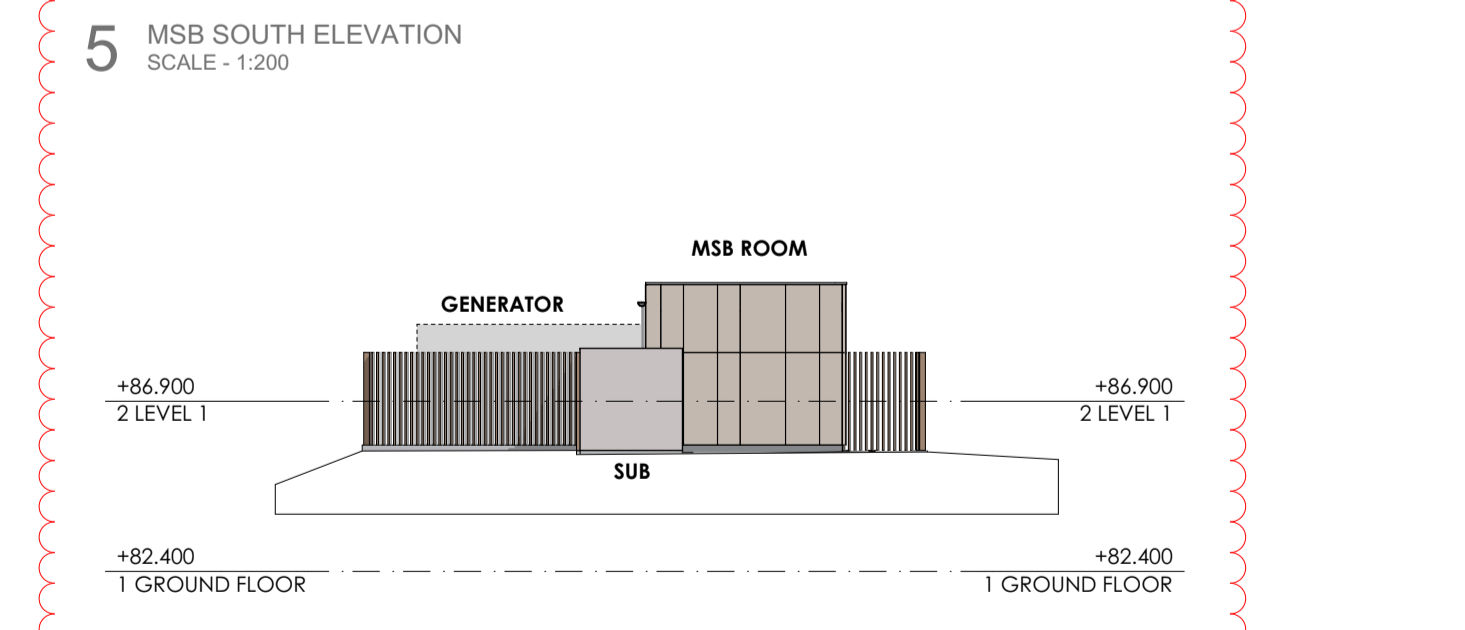 5 MSB SOUTH ELEVATION
SCALE - 1:200
MSB ROOM
GENERATOR
+86.900
2 LEVEL 1
+86.900
2 LEVEL 1
SUB
+82.400
1 GROUND FLOOR
+82.400
1 GROUND FLOOR